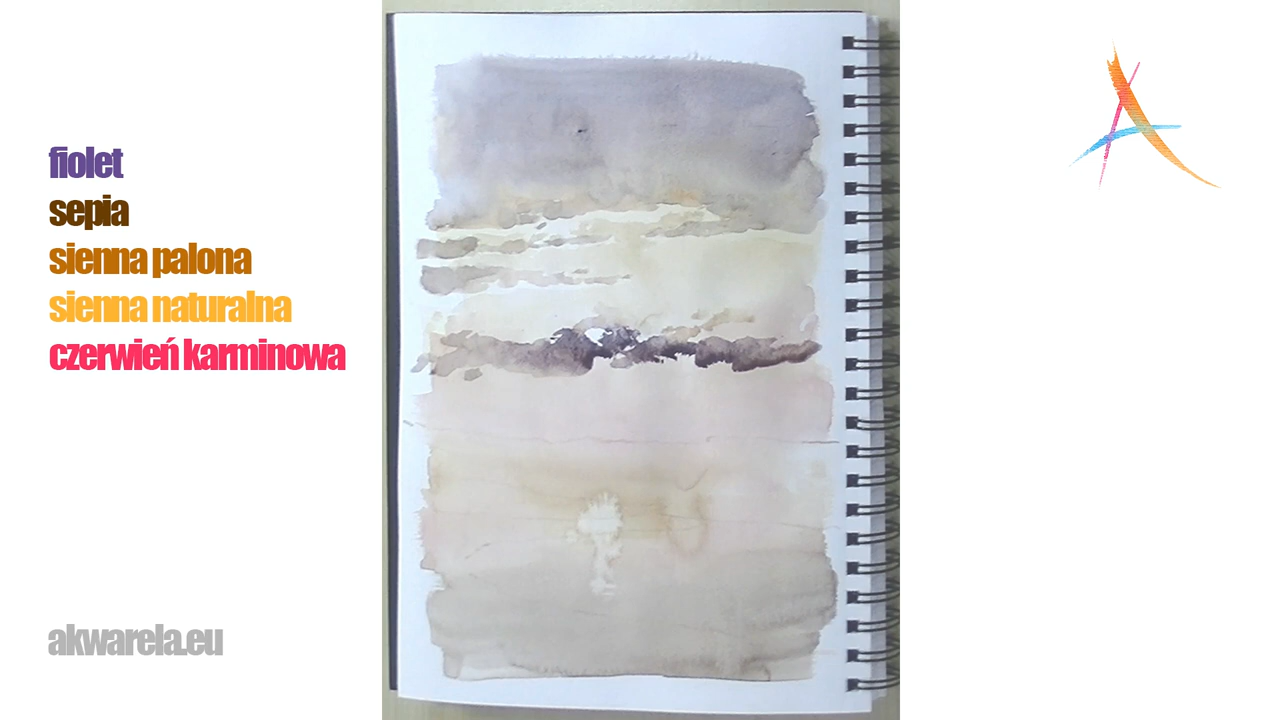 fiolet
sepia
sienna palona
sienna naturalna
czerwień karminowa
akwarela.eu